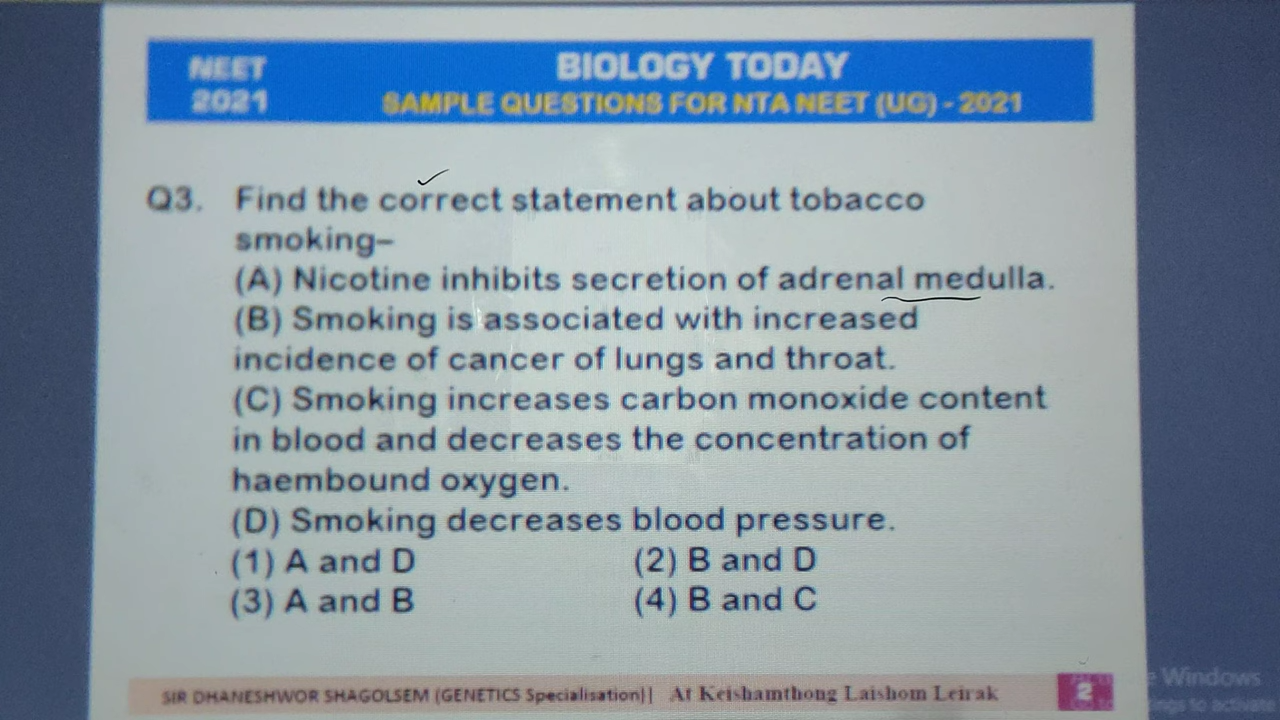 NEET
2021
BIOLOGY TODAY
SAMPLE QUESTIONS FOR NTA NEET (UG) - 2021
Q3. Find the correct statement about tobacco
smoking–
(A) Nicotine inhibits secretion of adrenal medulla.
(B) Smoking is associated with increased
incidence of cancer of lungs and throat.
(C) Smoking increases carbon monoxide content
in blood and decreases the concentration of
haembound oxygen.
(D) Smoking decreases blood pressure.
(1) A and D (2) B and D
(3) A and B (4) B and C
SIR DHANESHWOR SHAGOLSEM (GENETICS Specialisation)|| At Keishamthong Laishom Leirak
2
Windows
to activate